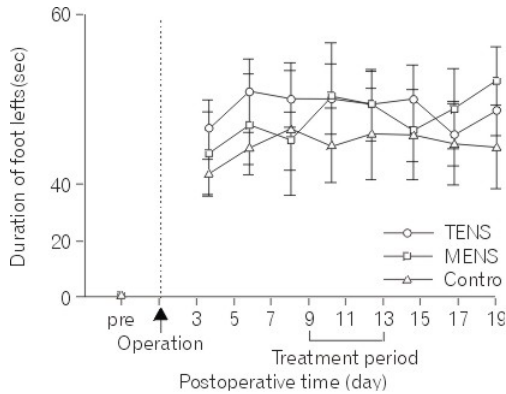 60
40
20
0
Duration of foot lefts(sec)
TENS
MENS
Contro
pre 3 5 7 9 11 13 15 17 19
Operation
Treatment period
Postoperative time (day)